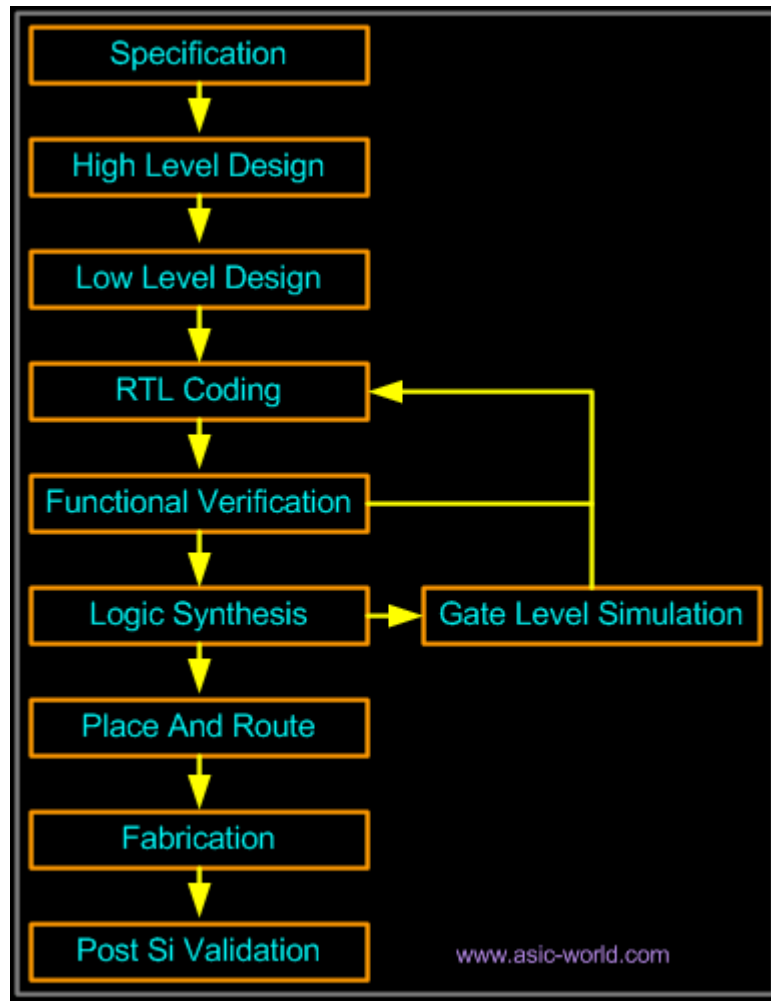 Specification
High Level Design
Low Level Design
RTL Coding
Functional Verification
Logic Synthesis
Gate Level Simulation
Place And Route
Fabrication
Post Si Validation
www.asic-world.com